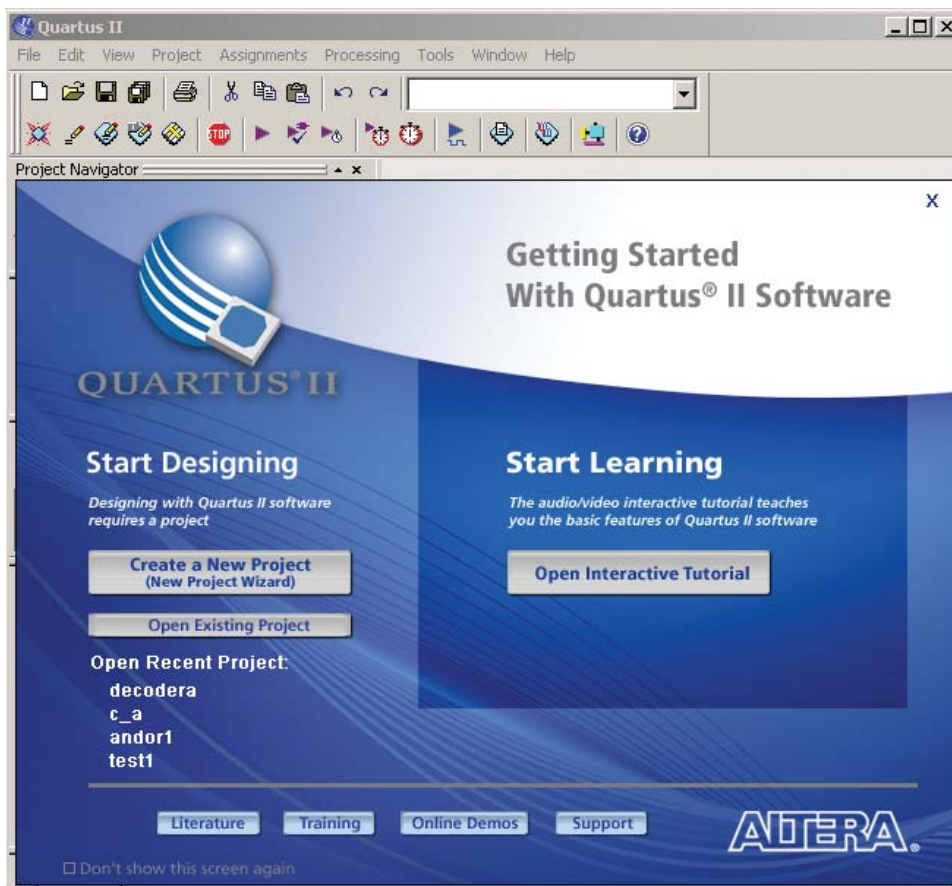 Quartus II
File Edit View Project Assignments Processing Tools Window Help
STOP
Project Navigator
x
Getting Started
With Quartus® II Software
QUARTUS® II
Start Designing
Designing with Quartus II software
requires a project
Create a New Project
(New Project Wizard)
Open Existing Project
Open Recent Project:
decodera
c_a
andor1
test1
Start Learning
The audio/video interactive tutorial teaches
you the basic features of Quartus II software
Open Interactive Tutorial
Literature Training Online Demos Support
ALTERA®
Don't show this screen again